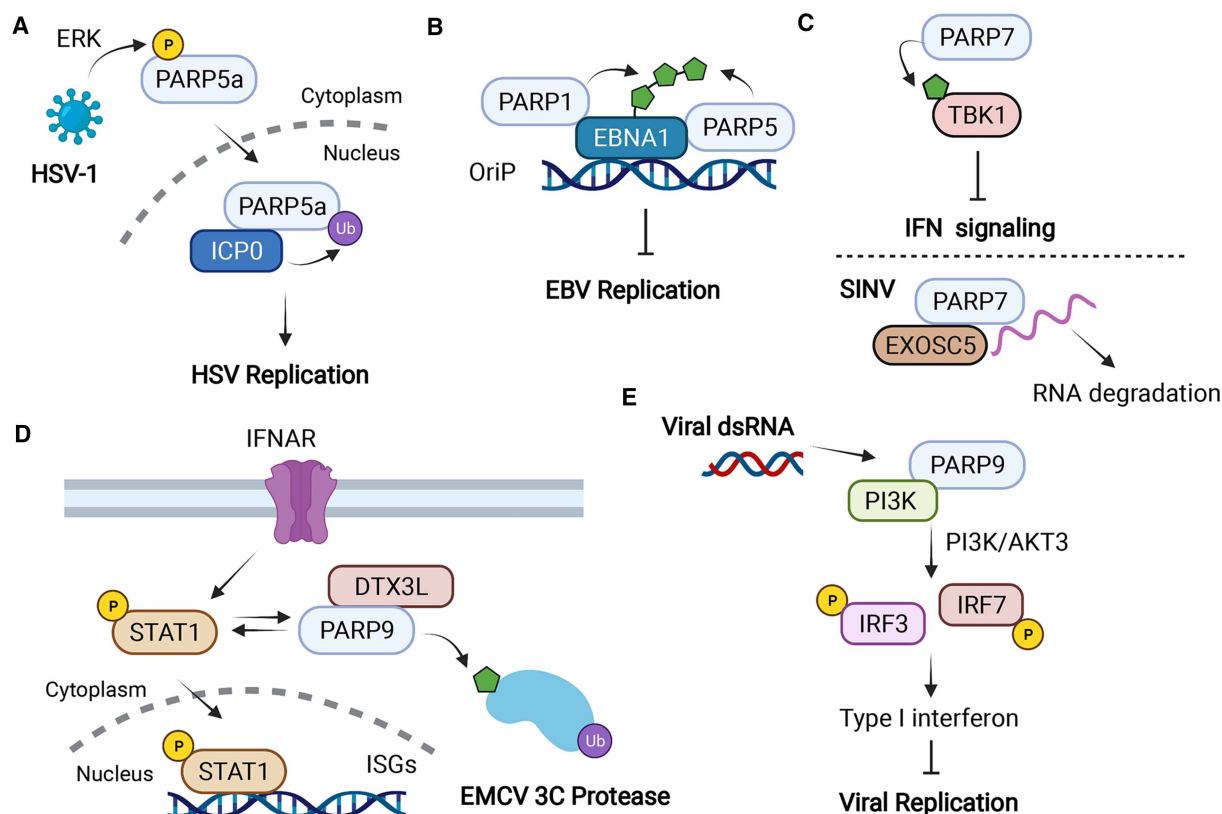 A
ERK
P
PARP5a
HSV-1
Cytoplasm
Nucleus
PARP5a
Ub
ICP0
HSV Replication
B
PARP1
EBNA1
PARP5
OriP
EBV Replication
C
PARP7
TBK1
IFN signaling
SINV
PARP7
EXOSC5
RNA degradation
D
IFNAR
P
STAT1
DTX3L
PARP9
Cytoplasm
Nucleus
P
STAT1
ISGs
Ub
EMCV 3C Protease
E
Viral dsRNA
PARP9
PI3K
PI3K/AKT3
P
IRF3
IRF7
P
Type I interferon
Viral Replication